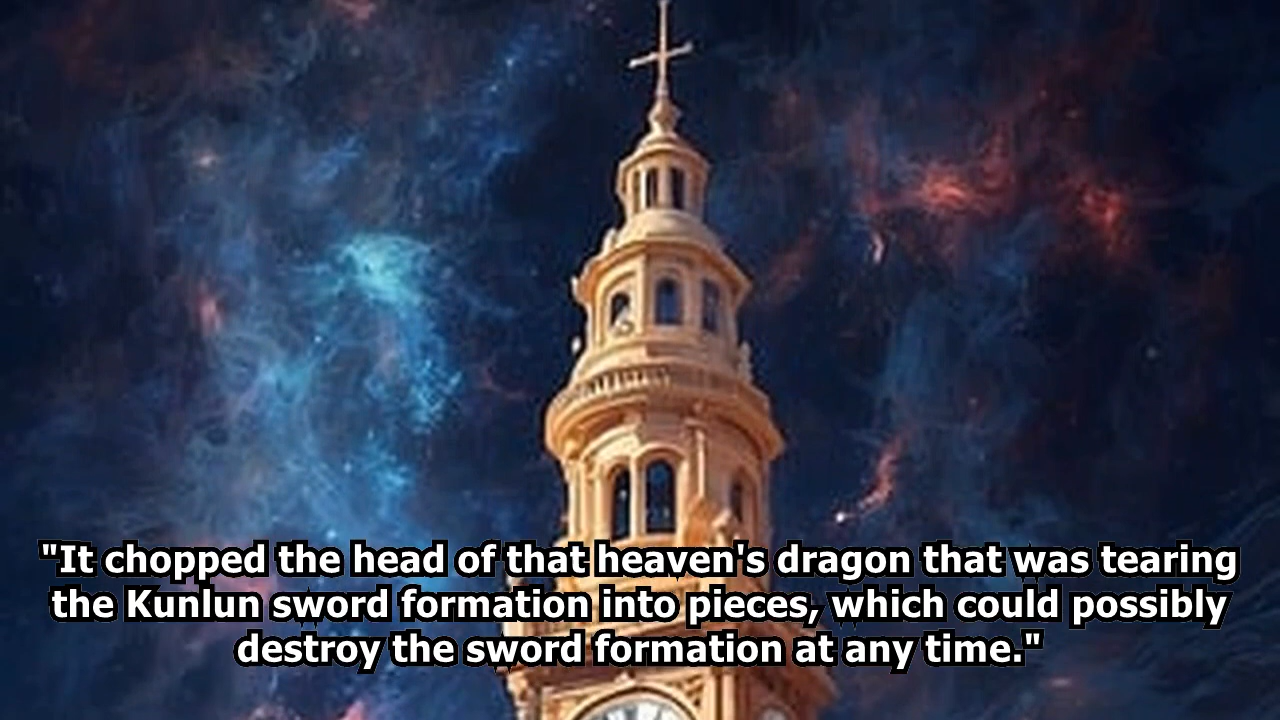 "It chopped the head of that heaven's dragon that was tearing
the Kunlun sword formation into pieces, which could possibly
destroy the sword formation at any time."